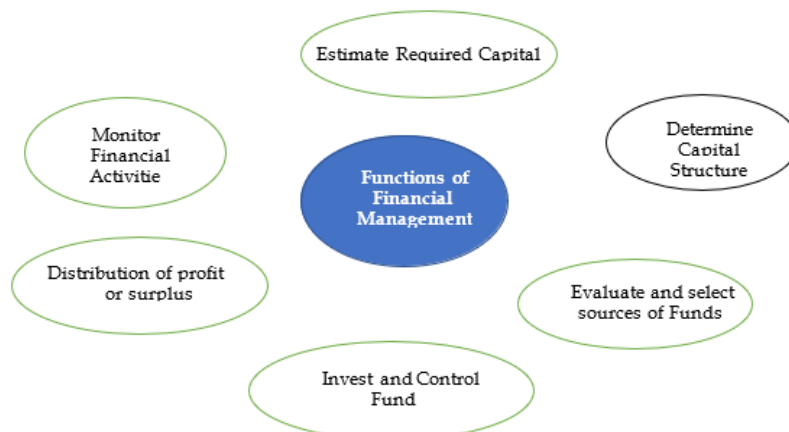 Estimate Required Capital
Monitor
Financial
Activitie
Determine
Capital
Structure
Functions of
Financial
Management
Distribution of profit
or surplus
Evaluate and select
sources of Funds
Invest and Control
Fund